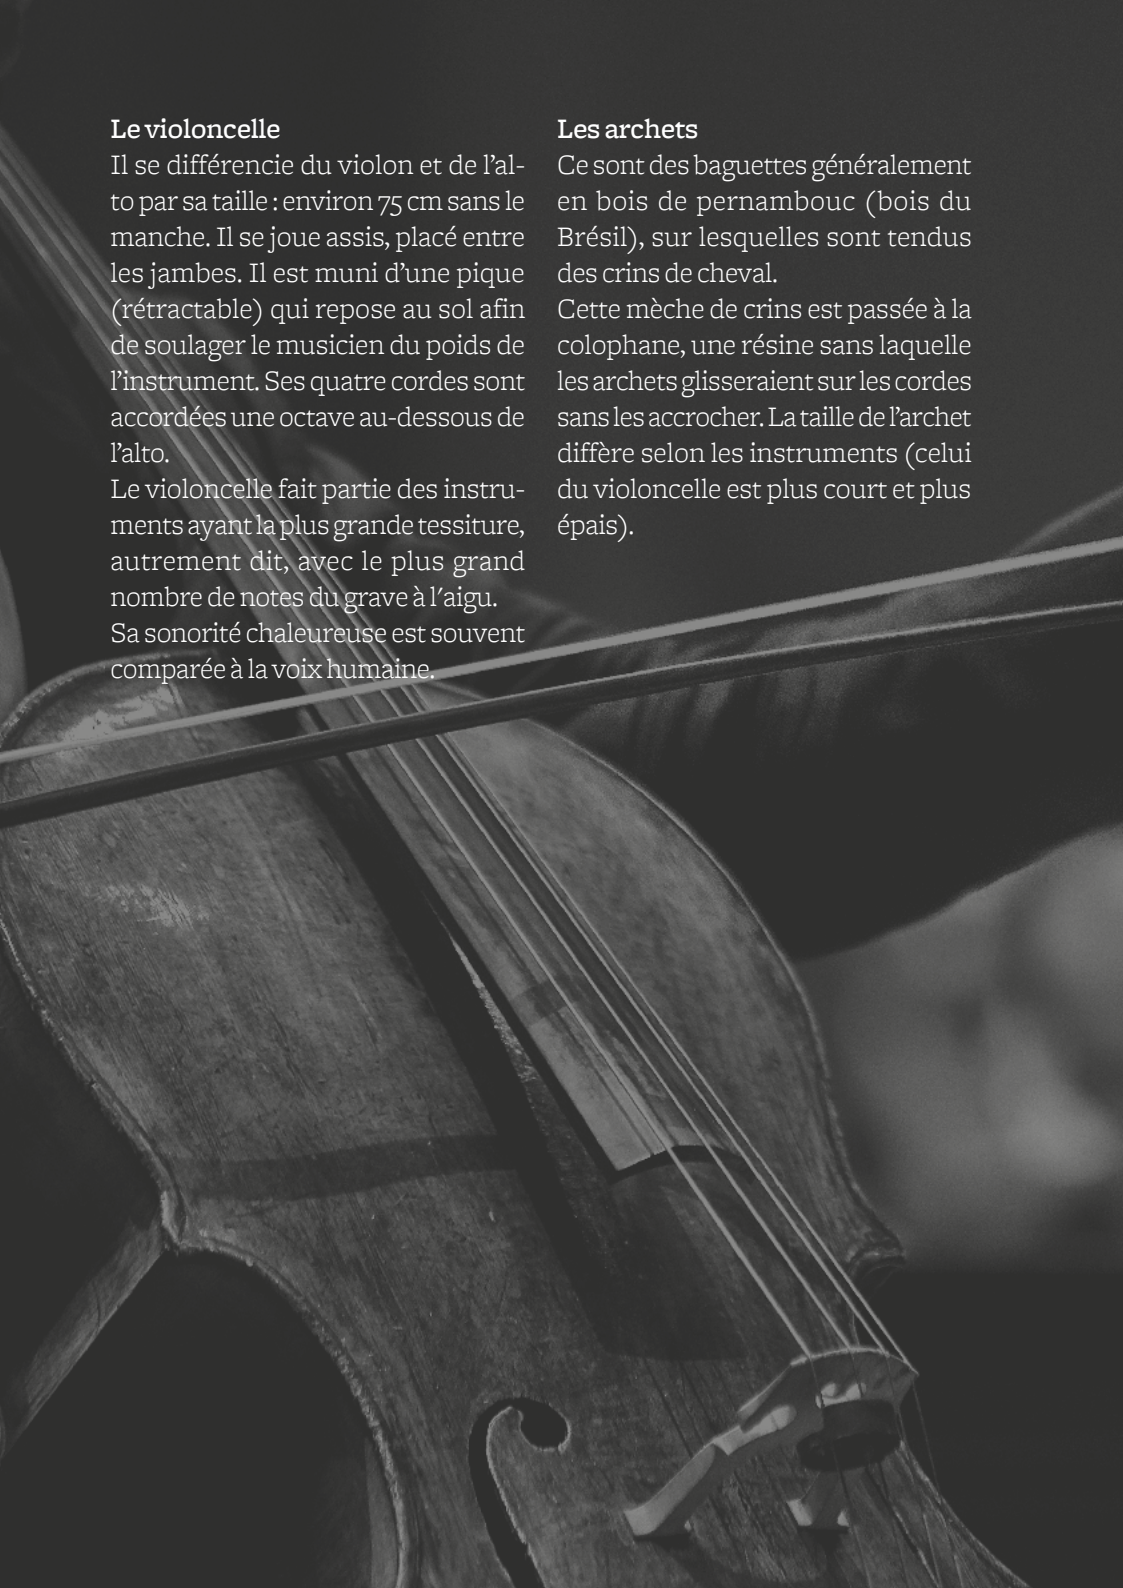 Le violoncelle
Il se différencie du violon et de l’al-
to par sa taille : environ 75 cm sans le
manche. Il se joue assis, placé entre
les jambes. Il est muni d’une pique
(rétractable) qui repose au sol afin
de soulager le musicien du poids de
l’instrument. Ses quatre cordes sont
accordées une octave au-dessous de
l’alto.
Le violoncelle fait partie des instru-
ments ayant la plus grande tessiture,
autrement dit, avec le plus grand
nombre de notes du grave à l'aigu.
Sa sonorité chaleureuse est souvent
comparée à la voix humaine.
Les archets
Ce sont des baguettes généralement
en bois de pernambouc (bois du
Brésil), sur lesquelles sont tendus
des crins de cheval.
Cette mèche de crins est passée à la
colophane, une résine sans laquelle
les archets glisseraient sur les cordes
sans les accrocher. La taille de l’archet
diffère selon les instruments (celui
du violoncelle est plus court et plus
épais).